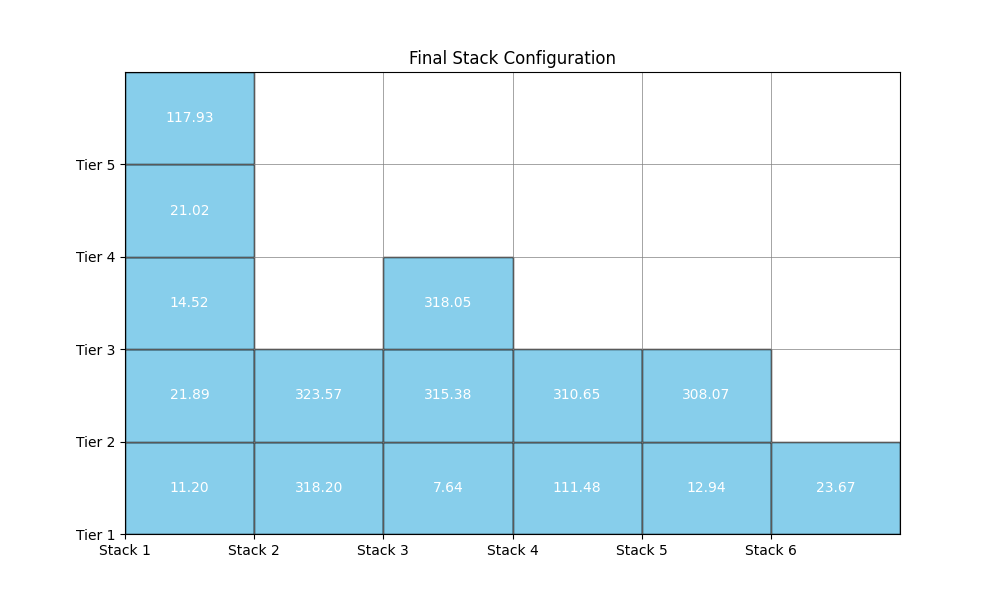 Final Stack Configuration
117.93
Tier 5
21.02
Tier 4
14.52 318.05
Tier 3
21.89 323.57 315.38 310.65 308.07
Tier 2
11.20 318.20 7.64 111.48 12.94 23.67
Tier 1
Stack 1 Stack 2 Stack 3 Stack 4 Stack 5 Stack 6